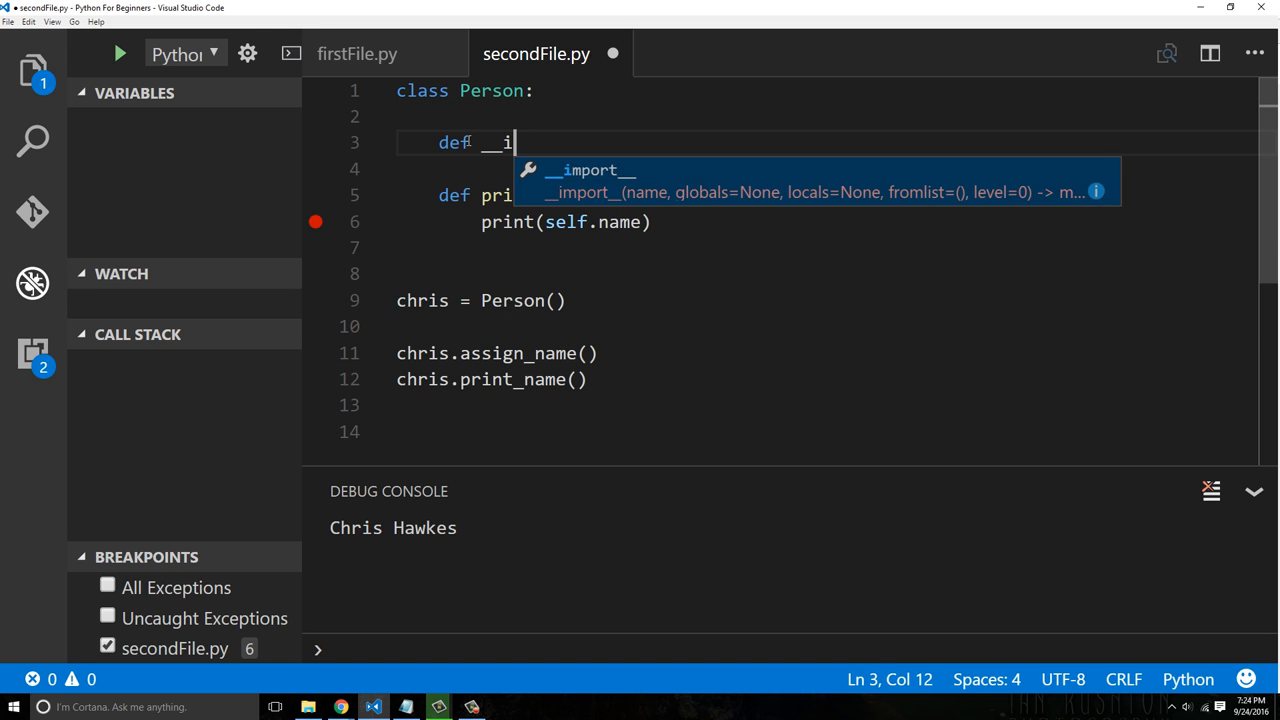 ● secondFile.py - Python For Beginners - Visual Studio Code
File Edit View Go Help
1
Python
firstFile.py
secondFile.py
VARIABLES
WATCH
CALL STACK
2
BREAKPOINTS
All Exceptions
Uncaught Exceptions
secondFile.py 6
1 class Person:
2
3 def __i
__import__
__import__(name, globals=None, locals=None, fromlist=(), level=0) -> m...
4
5 def pri
6 print(self.name)
7
8
9 chris = Person()
10
11 chris.assign_name()
12 chris.print_name()
13
14
DEBUG CONSOLE
Chris Hawkes
0 0
Ln 3, Col 12 Spaces: 4 UTF-8 CRLF Python
I'm Cortana. Ask me anything.
7:24 PM
9/24/2016